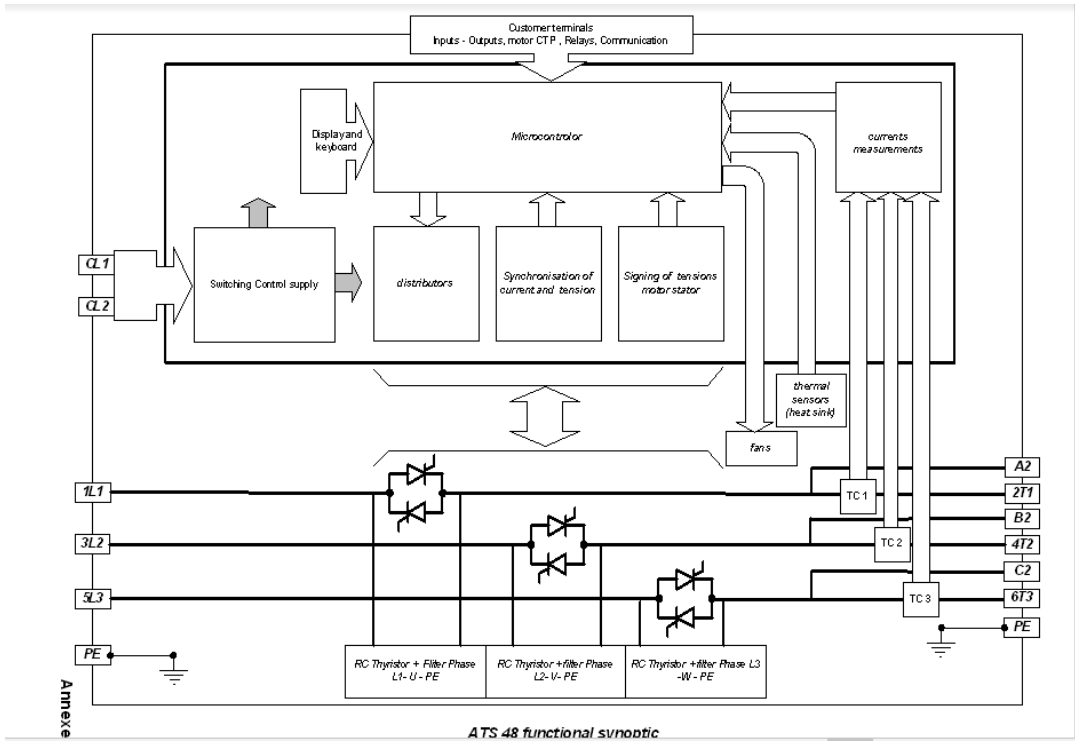 Customer terminals
Inputs - Outputs, motor CTP , Relays, Communication
Display and
keyboard
Microcontrolor
currents
measurements
CL1
CL2
Switching Control supply
distributors
Synchronisation of
current and tension
Signing of tensions
motor stator
thermal
sensors
(heat sink)
fans
1L1
3L2
5L3
PE
TC 1
TC 2
TC 3
A2
2T1
B2
4T2
C2
6T3
PE
RC Thyristor + Filter Phase
L1- U - PE
RC Thyristor +filter Phase
L2- V- PE
RC Thyristor +filter Phase L3
-W - PE
Annexe
ATS 48 functional synoptic